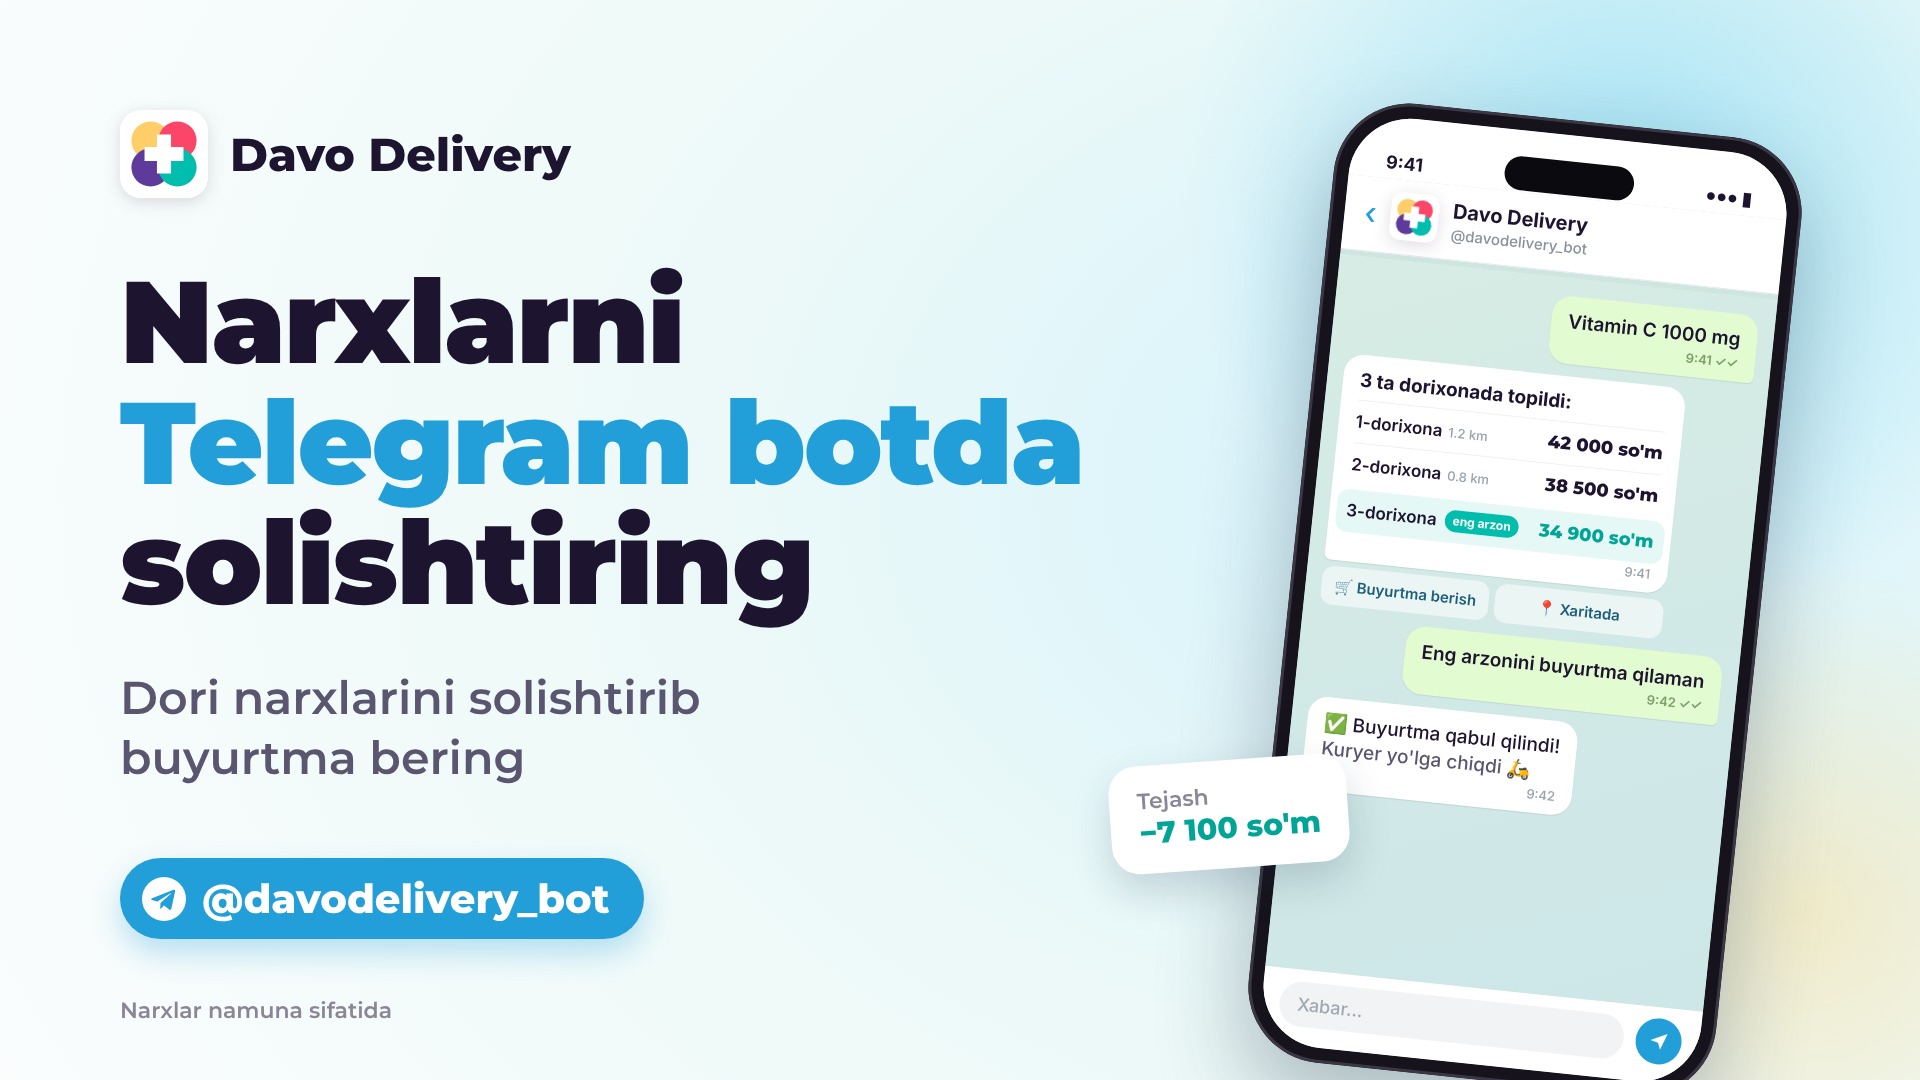 Davo Delivery
Narxlarni
Telegram botda
solishtiring
Dori narxlarini solishtirib
buyurtma bering
@davodelivery_bot
Narxlar namuna sifatida
9:41
Davo Delivery
@davodelivery_bot
Vitamin C 1000 mg
9:41 ✓✓
3 ta dorixonada topildi:
1-dorixona 1.2 km 42 000 so'm
2-dorixona 0.8 km 38 500 so'm
3-dorixona eng arzon 34 900 so'm
9:41
🛒 Buyurtma berish 📍 Xaritada
Eng arzonini buyurtma qilaman
9:42 ✓✓
✅ Buyurtma qabul qilindi!
Kuryer yo'lga chiqdi 🛵
9:42
Tejash
−7 100 so'm
Xabar...